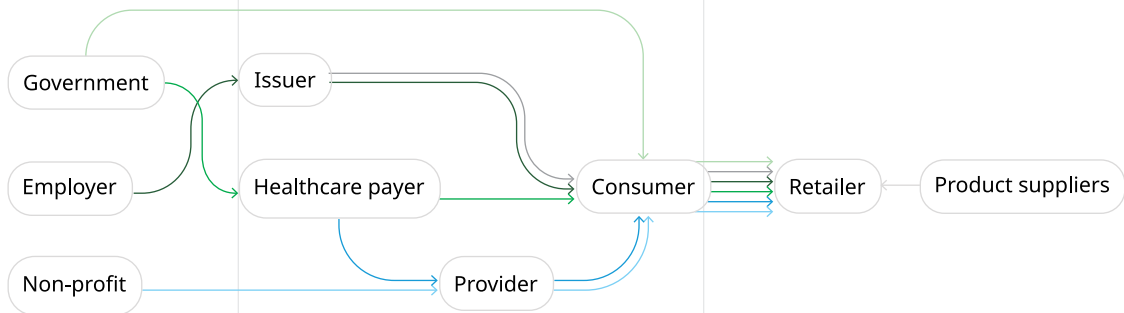 Government
Issuer
Employer
Healthcare payer
Consumer
Retailer
Product suppliers
Non-profit
Provider